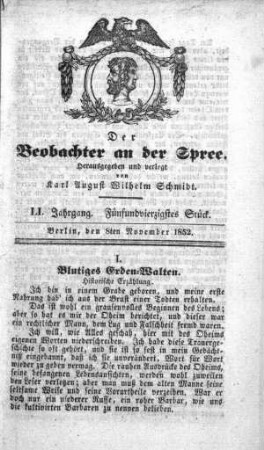 Der
Beobachter an der Spree.
Herausgegeben und verlegt
von
Karl August Wilhelm Schmidt.
LI. Jahrgang. Fünfundvierzigstes Stück.
Berlin, den 8ten November 1852.
I.
Blutiges Erden-Walten.
Historische Erzählung.
Ich bin in einem Grabe geboren, und meine erste
Nahrung hab' ich aus der Brust einer Todten erhalten.
Das ist wohl ein grausenvolles Beginnen des Lebens;
aber so hat es mir der Oheim berichtet, und dieser war
ein rechtlicher Mann, dem Lug und Falschheit fremd waren.
Ich will, wie Alles geschah, hier mit des Oheims
eigenen Worten niederschreiben. Ich habe diese Trauerge-
schichte so oft gehört, und sie ist so fest in mein Gedächt-
niß eingebannt, daß ich sie unverändert, Wort für Wort
wieder zu geben vermag. Die rauhen Ausdrücke des Oheims,
seine befangenen Lebensansichten, werden wohl zuweilen
den Leser verletzen; aber man muß dem alten Manne seine
seltsame Weise und seine Vorurtheile verzeihen. War er
doch nur ein niederer Russe, ein roher Barbar, wie uns
die kultivirten Barbaren zu nennen belieben.